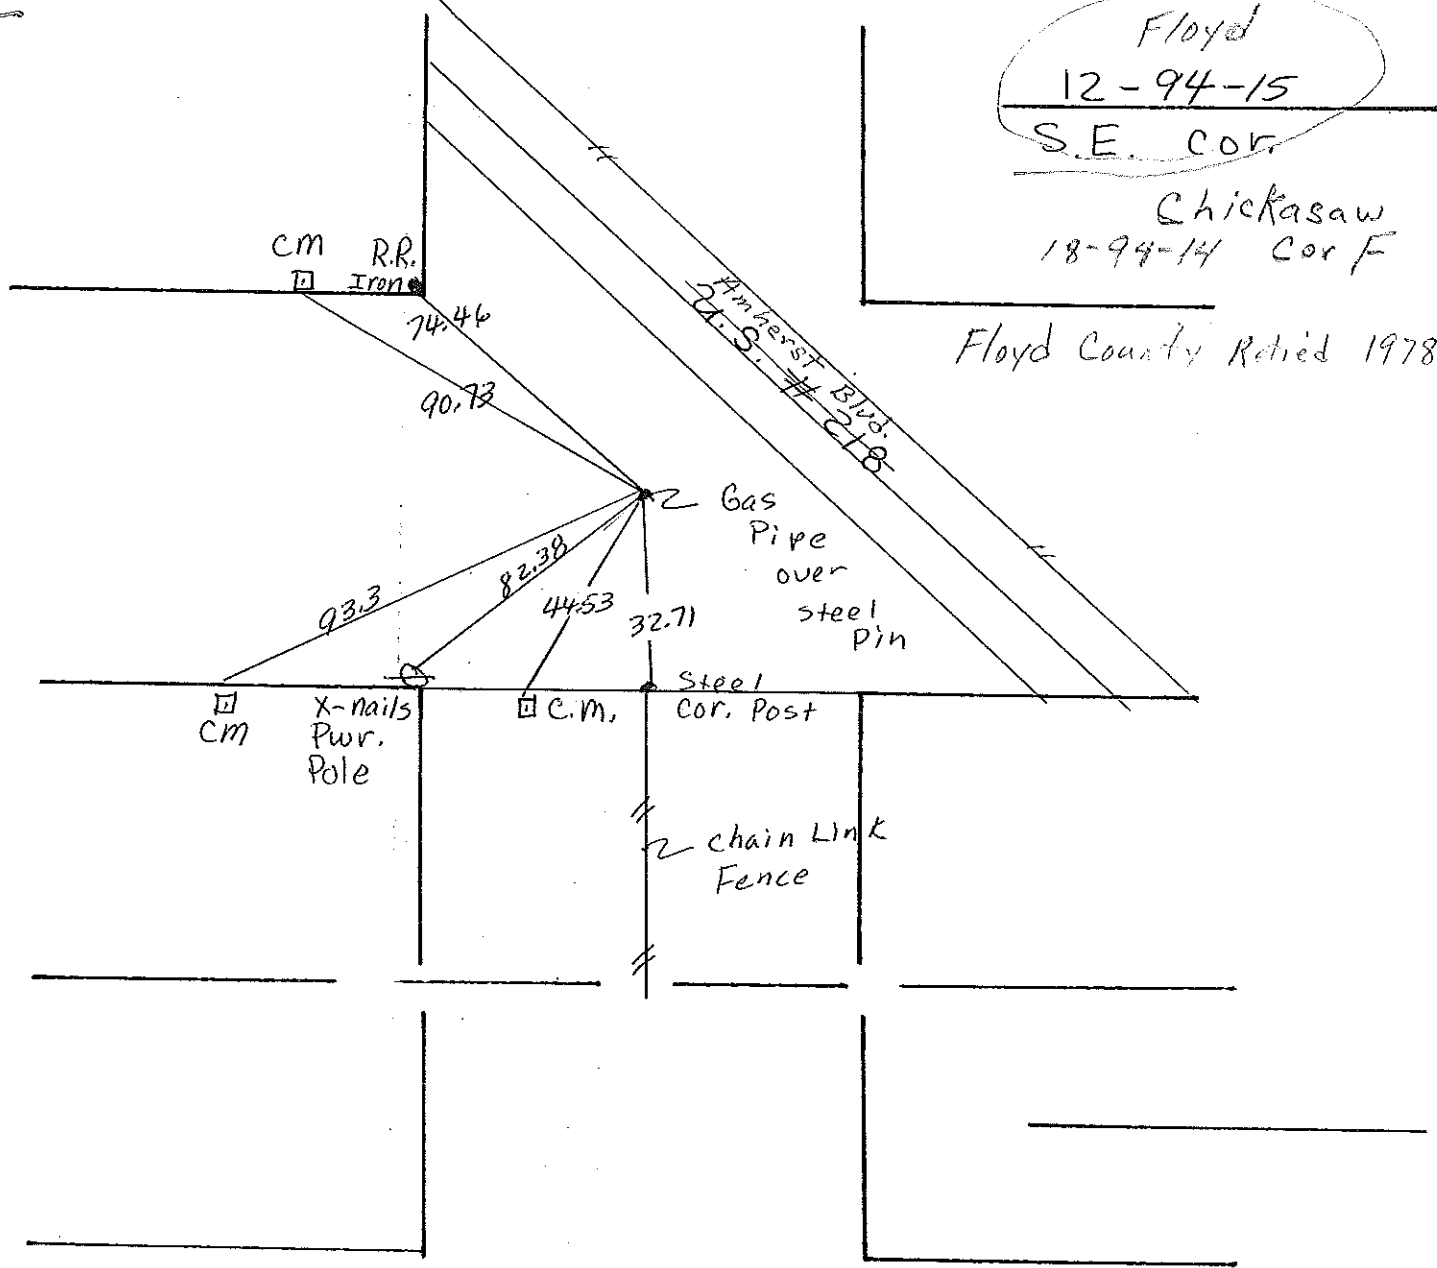 Floyd
12-94-15
S.E. cor.
Chickasaw
18-94-14 Cor F
Floyd County Retied 1978
CM
R.R.
Iron
74.46
90.73
Amherst Blvd.
U.S. # 218
Gas
Pipe
over
steel
Pin
93.3
82.38
44.53
32.71
CM
X-nails
Pwr.
Pole
C.M.
Steel
Cor. Post
chain Link
Fence